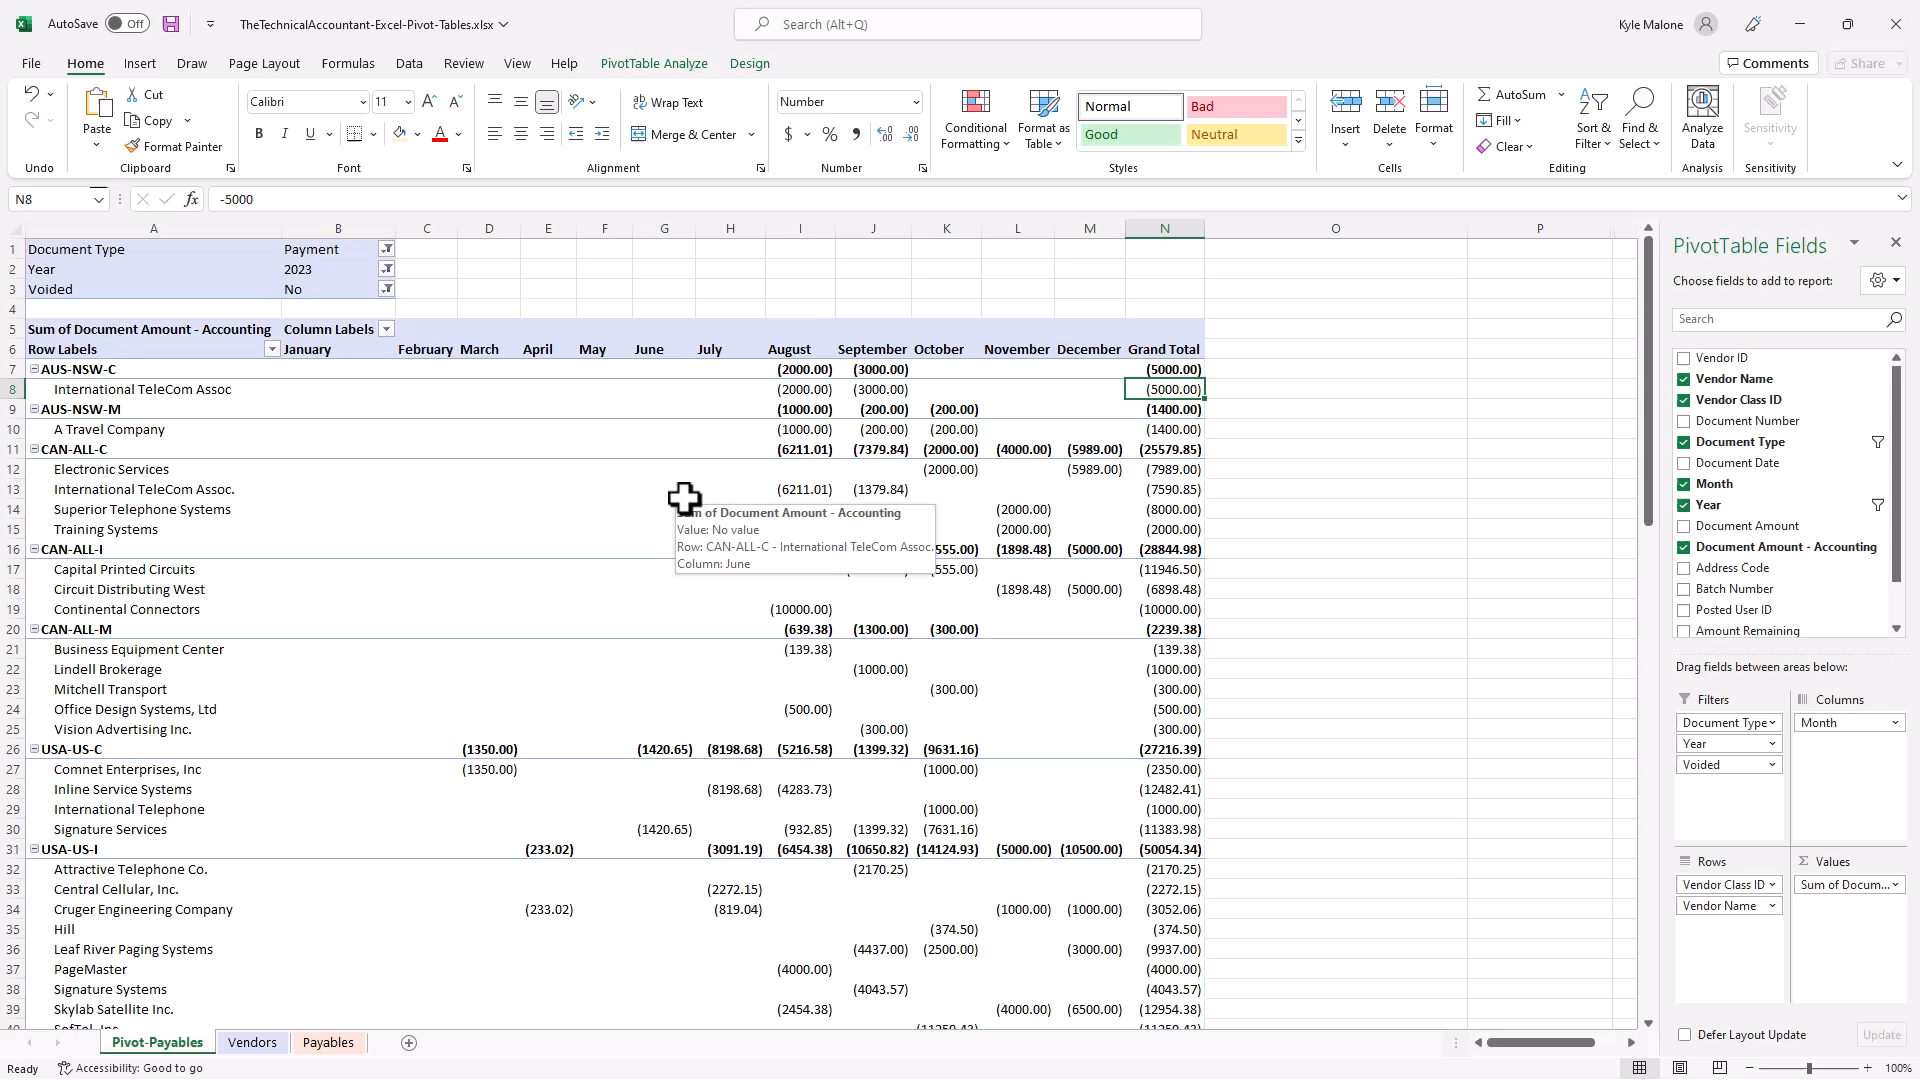 AutoSave Off TheTechnicalAccountant-Excel-Pivot-Tables.xlsx Search (Alt+Q) Kyle Malone
File Home Insert Draw Page Layout Formulas Data Review View Help PivotTable Analyze Design Comments Share
Paste Cut Copy Format Painter
Calibri 11 B I U A
Wrap Text Merge & Center
Number $ %
Conditional Formatting Format as Table
Normal Bad Good Neutral
Insert Delete Format
AutoSum Fill Clear Sort & Filter Find & Select
Analyze Data Sensitivity
Undo Clipboard Font Alignment Number Styles Cells Editing Analysis Sensitivity
N8 fx -5000
A B C D E F G H I J K L M N O P
1 Document Type Payment
2 Year 2023
3 Voided No
4
5 Sum of Document Amount - Accounting Column Labels
6 Row Labels January February March April May June July August September October November December Grand Total
7 AUS-NSW-C (2000.00) (3000.00) (5000.00)
8 International TeleCom Assoc (2000.00) (3000.00) (5000.00)
9 AUS-NSW-M (1000.00) (200.00) (200.00) (1400.00)
10 A Travel Company (1000.00) (200.00) (200.00) (1400.00)
11 CAN-ALL-C (6211.01) (7379.84) (2000.00) (4000.00) (5989.00) (25579.85)
12 Electronic Services (2000.00) (5989.00) (7989.00)
13 International TeleCom Assoc. (6211.01) (1379.84) (7590.85)
14 Superior Telephone Systems (2000.00) (8000.00)
15 Training Systems (2000.00) (2000.00)
16 CAN-ALL-I 555.00) (1898.48) (5000.00) (28844.98)
17 Capital Printed Circuits 555.00) (11946.50)
18 Circuit Distributing West (1898.48) (5000.00) (6898.48)
19 Continental Connectors (10000.00) (10000.00)
20 CAN-ALL-M (639.38) (1300.00) (300.00) (2239.38)
21 Business Equipment Center (139.38) (139.38)
22 Lindell Brokerage (1000.00) (1000.00)
23 Mitchell Transport (300.00) (300.00)
24 Office Design Systems, Ltd (500.00) (500.00)
25 Vision Advertising Inc. (300.00) (300.00)
26 USA-US-C (1350.00) (1420.65) (8198.68) (5216.58) (1399.32) (9631.16) (27216.39)
27 Comnet Enterprises, Inc (1350.00) (1000.00) (2350.00)
28 Inline Service Systems (8198.68) (4283.73) (12482.41)
29 International Telephone (1000.00) (1000.00)
30 Signature Services (1420.65) (932.85) (1399.32) (7631.16) (11383.98)
31 USA-US-I (233.02) (3091.19) (6454.38) (10650.82) (14124.93) (5000.00) (10500.00) (50054.34)
32 Attractive Telephone Co. (2170.25) (2170.25)
33 Central Cellular, Inc. (2272.15) (2272.15)
34 Cruger Engineering Company (233.02) (819.04) (1000.00) (1000.00) (3052.06)
35 Hill (374.50) (374.50)
36 Leaf River Paging Systems (4437.00) (2500.00) (3000.00) (9937.00)
37 PageMaster (4000.00) (4000.00)
38 Signature Systems (4043.57) (4043.57)
39 Skylab Satellite Inc. (2454.38) (4000.00) (6500.00) (12954.38)
of Document Amount - Accounting
Value: No value
Row: CAN-ALL-C - International TeleCom Assoc.
Column: June
PivotTable Fields
Choose fields to add to report:
Search
Vendor ID
Vendor Name
Vendor Class ID
Document Number
Document Type
Document Date
Month
Year
Document Amount
Document Amount - Accounting
Address Code
Batch Number
Posted User ID
Amount Remaining
Drag fields between areas below:
Filters Columns
Document Type Month
Year
Voided
Rows Values
Vendor Class ID Sum of Docum...
Vendor Name
Defer Layout Update Update
Pivot-Payables Vendors Payables
Ready Accessibility: Good to go 100%